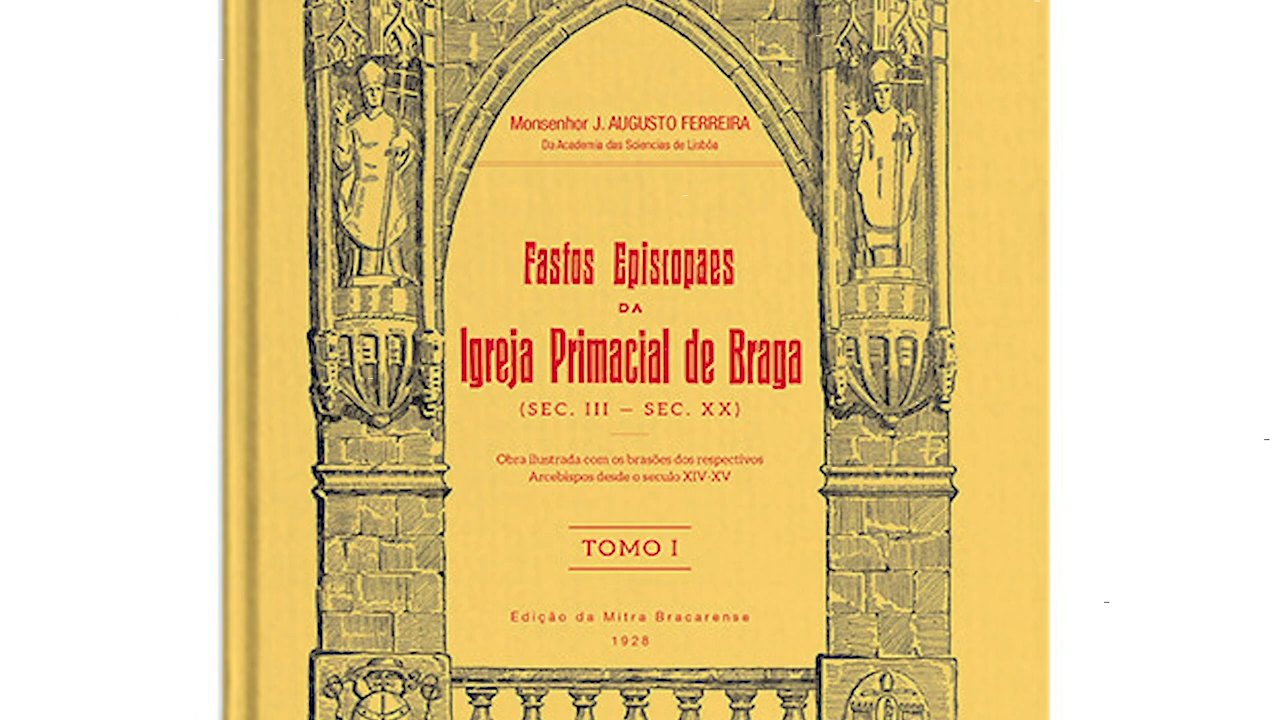 Monsenhor J. AUGUSTO FERREIRA
Da Academia das Sciencias de Lisbôa
Fastos Episcopaes
DA
Igreja Primacial de Braga
(SEC. III – SEC. XX)
Obra ilustrada com os brasões dos respectivos
Arcebispos desde o seculo XIV-XV
TOMO I
Edição da Mitra Bracarense
1928